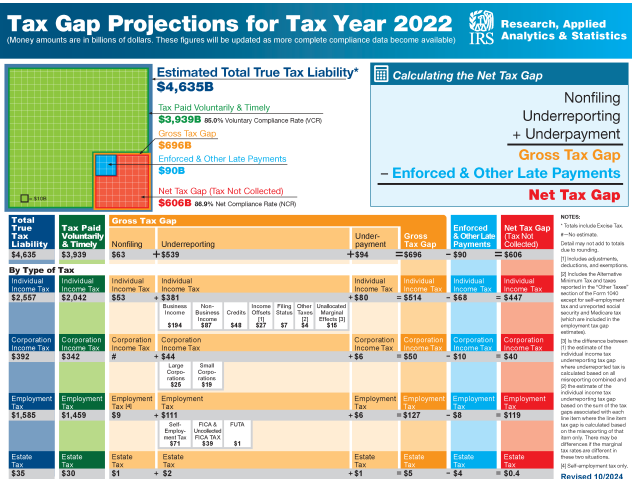 Tax Gap Projections for Tax Year 2022
(Money amounts are in billions of dollars. These figures will be updated as more complete compliance data become available)
IRS
Research, Applied
Analytics & Statistics
Estimated Total True Tax Liability*
$4,635B
Tax Paid Voluntarily & Timely
$3,939B 85.0% Voluntary Compliance Rate (VCR)
Gross Tax Gap
$696B
Enforced & Other Late Payments
$90B
Net Tax Gap (Tax Not Collected)
$606B 86.9% Net Compliance Rate (NCR)
= $10B
Calculating the Net Tax Gap
Nonfiling
Underreporting
+ Underpayment
Gross Tax Gap
– Enforced & Other Late Payments
Net Tax Gap
Total True Tax Liability
Tax Paid Voluntarily & Timely
Gross Tax Gap
Nonfiling
Underreporting
Under-payment
Gross Tax Gap
Enforced & Other Late Payments
Net Tax Gap (Tax Not Collected)
$4,635 $3,939 $63 + $539 + $94 = $696 – $90 = $606
By Type of Tax
Individual Income Tax Individual Income Tax Individual Income Tax Individual Income Tax Individual Income Tax Individual Income Tax Individual Income Tax Individual Income Tax
$2,557 $2,042 $53 + $381 + $80 = $514 – $68 = $447
Business Income $194
Non-Business Income $87
Credits $48
Income Offsets [1] $27
Filing Status $7
Other Taxes [2] $4
Unallocated Marginal Effects [3] $15
Corporation Income Tax Corporation Income Tax Corporation Income Tax Corporation Income Tax Corporation Income Tax Corporation Income Tax Corporation Income Tax Corporation Income Tax
$392 $342 # + $44 + $6 = $50 – $10 = $40
Large Corpo-rations $25
Small Corpo-rations $19
Employment Tax Employment Tax Employment Tax [4] Employment Tax Employment Tax Employment Tax Employment Tax Employment Tax
$1,585 $1,459 $9 + $111 + $6 = $127 – $8 = $119
Self-Employ-ment Tax $71
FICA & Uncollected FICA TAX $39
FUTA $1
Estate Tax Estate Tax Estate Tax Estate Tax Estate Tax Estate Tax Estate Tax Estate Tax
$35 $30 $1 + $2 + $1 = $5 – $4 = $0.4
NOTES:
* Totals include Excise Tax.
#—No estimate.
Detail may not add to totals
due to rounding.
[1] Includes adjustments,
deductions, and exemptions.
[2] Includes the Alternative
Minimum Tax and taxes
reported in the "Other Taxes"
section of the Form 1040
except for self-employment
tax and unreported social
security and Medicare tax
(which are included in the
employment tax gap
estimates).
[3] Is the difference between
(1) the estimate of the
individual income tax
underreporting tax gap
where underreported tax is
calculated based on all
misreporting combined and
(2) the estimate of the
individual income tax
underreporting tax gap
based on the sum of the tax
gaps associated with each
line item where the line item
tax gap is calculated based
on the misreporting of that
item only. There may be
differences if the marginal
tax rates are different in
these two situations.
[4] Self-employment tax only.
Revised 10/2024